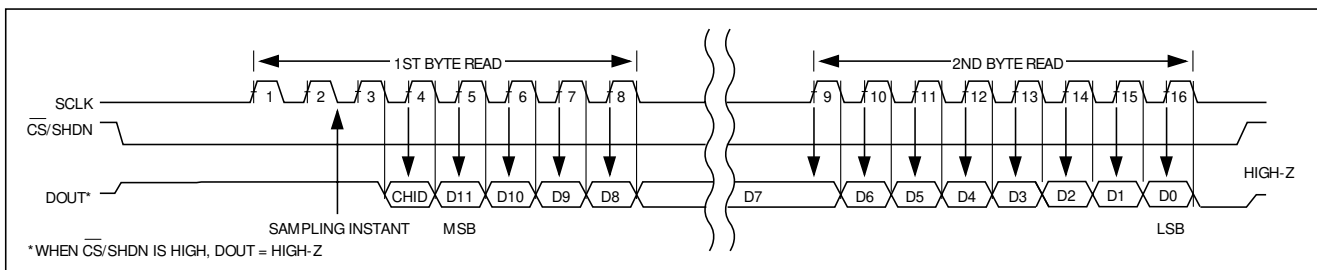 1ST BYTE READ
2ND BYTE READ
SCLK 1 2 3 4 5 6 7 8 9 10 11 12 13 14 15 16
CS/SHDN
HIGH-Z
DOUT* CHID D11 D10 D9 D8 D7 D6 D5 D4 D3 D2 D1 D0
SAMPLING INSTANT MSB LSB
*WHEN CS/SHDN IS HIGH, DOUT = HIGH-Z